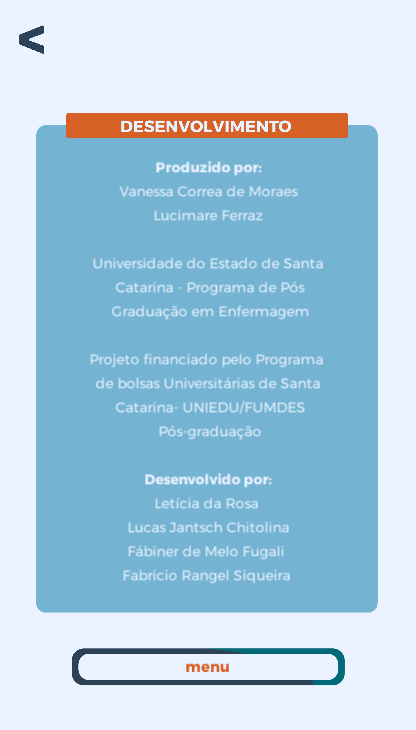 <
DESENVOLVIMENTO
Produzido por:
Vanessa Correa de Moraes
Lucimare Ferraz
Universidade do Estado de Santa
Catarina - Programa de Pós
Graduação em Enfermagem
Projeto financiado pelo Programa
de bolsas Universitárias de Santa
Catarina- UNIEDU/FUMDES
Pós-graduação
Desenvolvido por:
Letícia da Rosa
Lucas Jantsch Chitolina
Fábiner de Melo Fugali
Fabricio Rangel Siqueira
menu